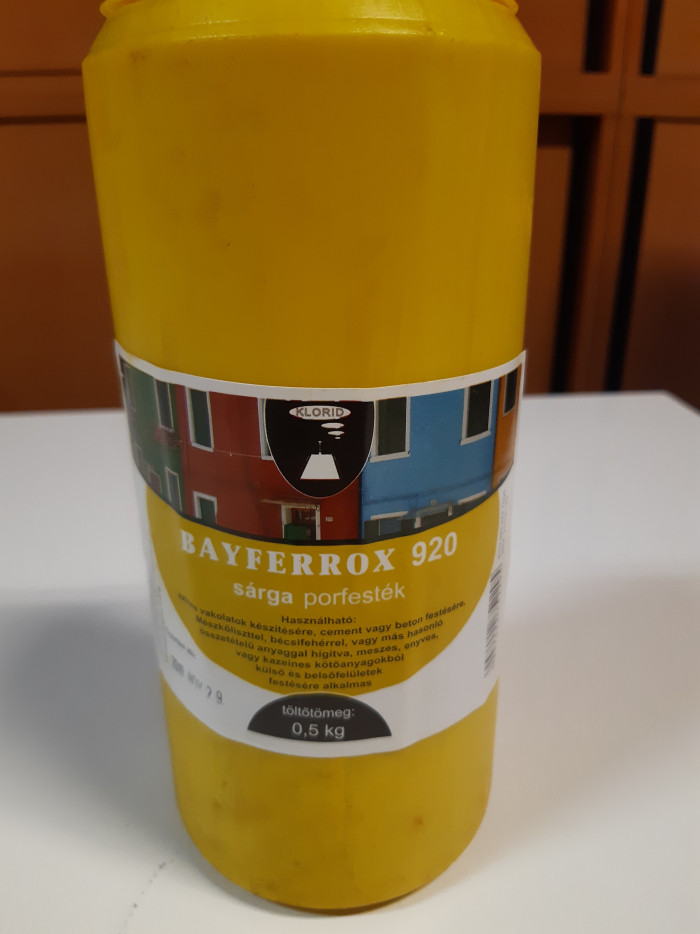 KLORID
BAYFERROX 920
sárga porfesték
Használható:
vakolatok készítésére, cement vagy beton festésére,
Mészkőliszttel, bécsifehérrel, vagy más hasonló
összetételű anyaggal hígítva, meszes, enyves,
vagy kazeines kötőanyagokból
külső és belsőfelületek
festésére alkalmas
töltőtömeg:
0,5 kg